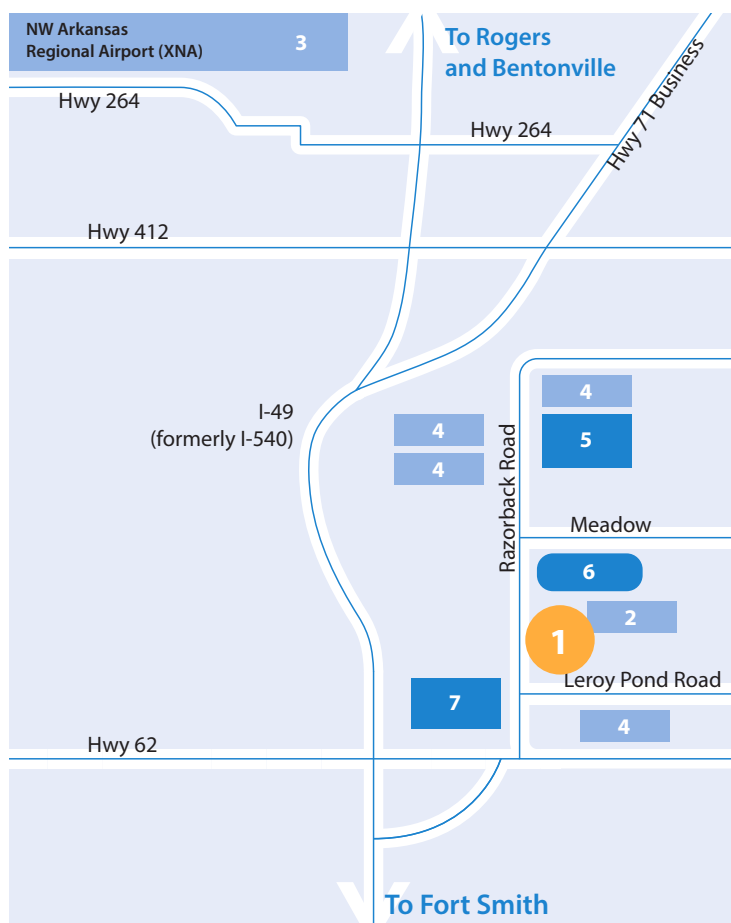 NW Arkansas
Regional Airport (XNA)
3
To Rogers
and Bentonville
Hwy 71 Business
Hwy 264
Hwy 264
Hwy 412
I-49
(formerly I-540)
4
4
4
5
Razorback Road
Meadow
6
2
1
Leroy Pond Road
7
4
Hwy 62
To Fort Smith